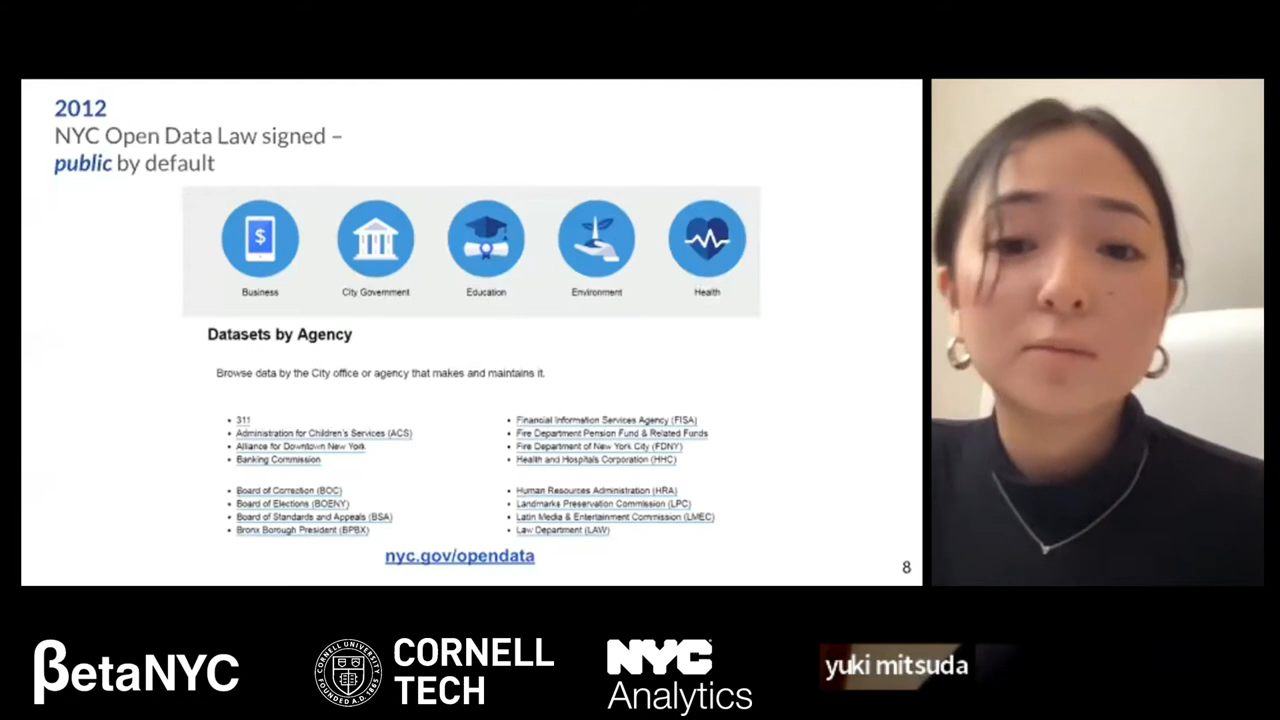 2012
NYC Open Data Law signed –
public by default
$
Business
City Government
Education
Environment
Health
Datasets by Agency
Browse data by the City office or agency that makes and maintains it.
311
Administration for Children's Services (ACS)
Alliance for Downtown New York
Banking Commission
Board of Correction (BOC)
Board of Elections (BOENY)
Board of Standards and Appeals (BSA)
Bronx Borough President (BPBX)
Financial Information Services Agency (FISA)
Fire Department Pension Fund & Related Funds
Fire Department of New York City (FDNY)
Health and Hospitals Corporation (HHC)
Human Resources Administration (HRA)
Landmarks Preservation Commission (LPC)
Latin Media & Entertainment Commission (LMEC)
Law Department (LAW)
nyc.gov/opendata
8
βetaNYC
CORNELL UNIVERSITY
FOUNDED A.D. 1865
CORNELL
TECH
NYC
Analytics
yuki mitsuda